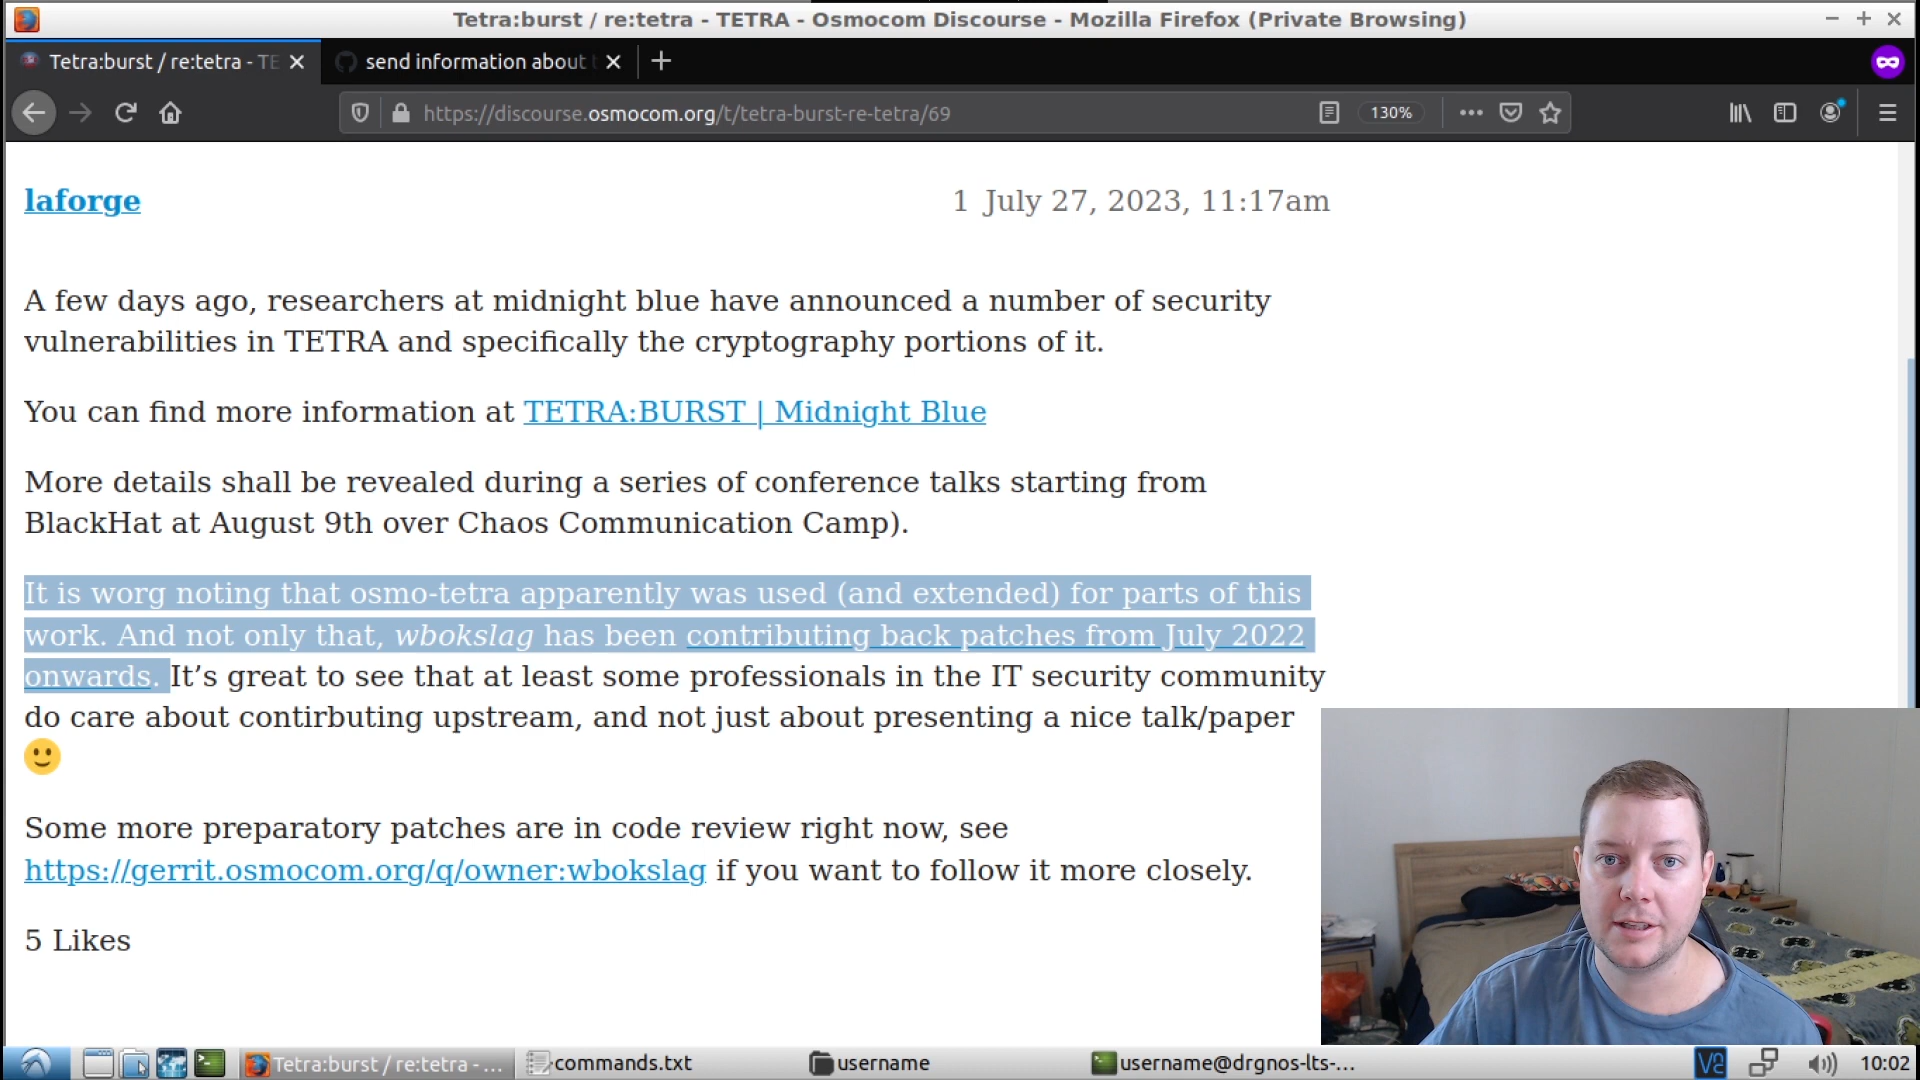 Tetra:burst / re:tetra - TETRA - Osmocom Discourse - Mozilla Firefox (Private Browsing)
Tetra:burst / re:tetra - TE
send information about t
https://discourse.osmocom.org/t/tetra-burst-re-tetra/69
130%
laforge
1 July 27, 2023, 11:17am
A few days ago, researchers at midnight blue have announced a number of security
vulnerabilities in TETRA and specifically the cryptography portions of it.
You can find more information at TETRA:BURST | Midnight Blue
More details shall be revealed during a series of conference talks starting from
BlackHat at August 9th over Chaos Communication Camp).
It is worg noting that osmo-tetra apparently was used (and extended) for parts of this
work. And not only that, wbokslag has been contributing back patches from July 2022
onwards. It’s great to see that at least some professionals in the IT security community
do care about contirbuting upstream, and not just about presenting a nice talk/paper
Some more preparatory patches are in code review right now, see
https://gerrit.osmocom.org/q/owner:wbokslag if you want to follow it more closely.
5 Likes
Tetra:burst / re:tetra - ...
commands.txt
username
username@drgnos-lts-...
10:02